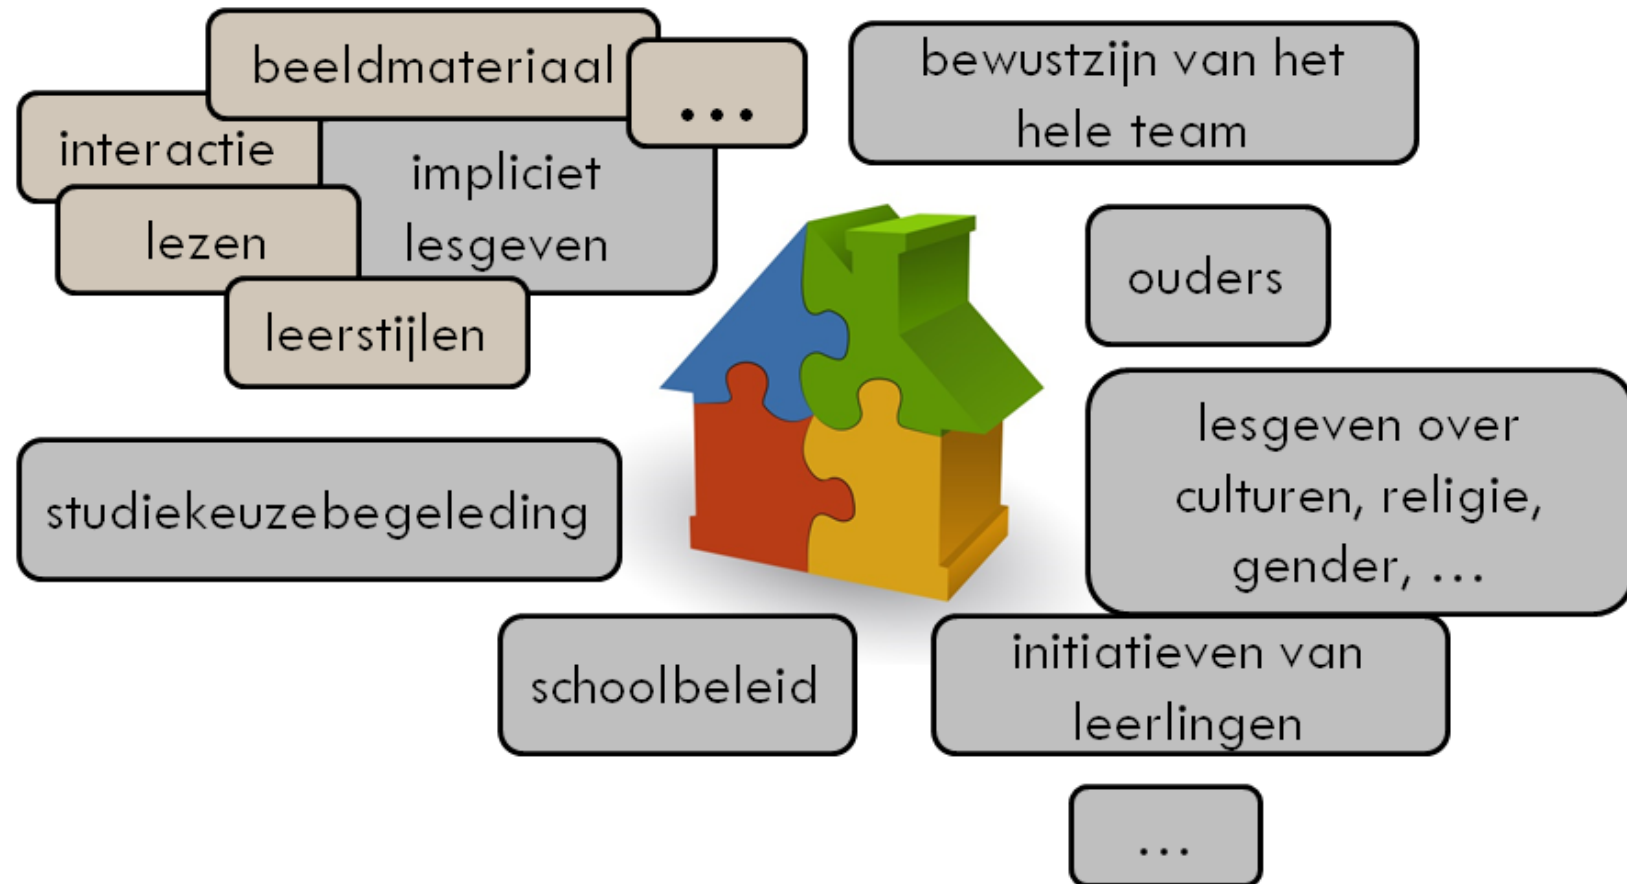 beeldmateriaal
...
interactie
impliciet
lezen
lesgeven
leerstijlen
bewustzijn van het
hele team
ouders
lesgeven over
culturen, religie,
gender, ...
studiekeuzebegeleding
schoolbeleid
initiatieven van
leerlingen
...